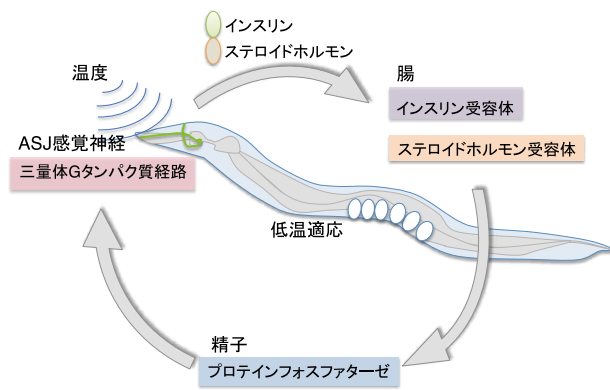 インスリン
ステロイドホルモン
温度
腸
インスリン受容体
ASJ感覚神経
ステロイドホルモン受容体
三量体Gタンパク質経路
低温適応
精子
プロテインフォスファターゼ